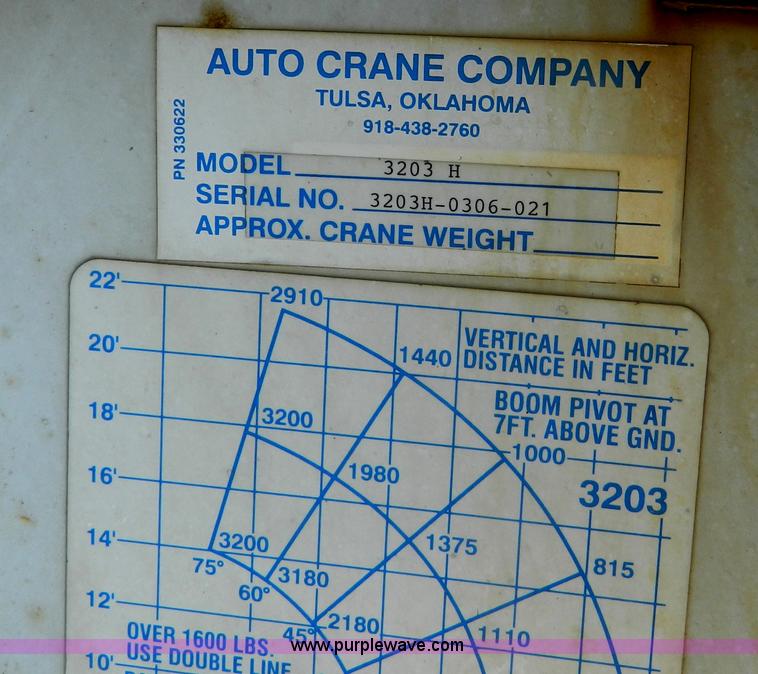 AUTO CRANE COMPANY
TULSA, OKLAHOMA
918-438-2760
PN 330622
MODEL 3203 H
SERIAL NO. 3203H-0306-021
APPROX. CRANE WEIGHT
22'
2910
VERTICAL AND HORIZ.
DISTANCE IN FEET
20'
1440
BOOM PIVOT AT
7FT. ABOVE GND.
18'
3200
1000
16'
1980
3203
14'
3200
1375
815
75°
3180
60°
12'
2180
45°
1110
OVER 1600 LBS.
USE DOUBLE LINE
10'
www.purplewave.com